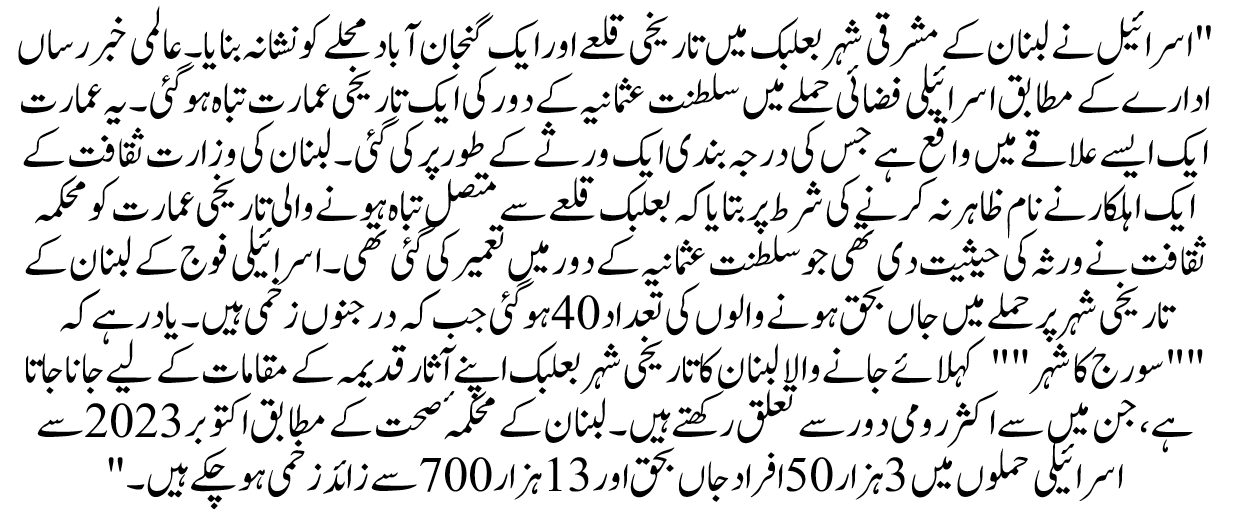 "اسرائیل نے لبنان کے مشرقی شہر بعلبک میں تاریخی قلعے اور ایک گنجان آباد محلے کو نشانہ بنایا۔ عالمی خبر رساں
ادارے کے مطابق اسرائیلی فضائی حملے میں سلطنت عثمانیہ کے دور کی ایک تاریخی عمارت تباہ ہوگئی۔ یہ عمارت
ایک ایسے علاقے میں واقع ہے جس کی درجہ بندی ایک ورثے کے طور پر کی گئی۔ لبنان کی وزارت ثقافت کے
ایک اہلکار نے نام ظاہر نہ کرنے کی شرط پر بتایا کہ بعلبک قلعے سے متصل تباہ ہونے والی تاریخی عمارت کو محکمہ
ثقافت نے ورثہ کی حیثیت دی تھی جو سلطنت عثمانیہ کے دور میں تعمیر کی گئی تھی۔ اسرائیلی فوج کے لبنان کے
تاریخی شہر پر حملے میں جاں بحق ہونے والوں کی تعداد 40 ہوگئی جب کہ درجنوں زخمی ہیں۔ یاد رہے کہ
""سورج کا شہر"" کہلائے جانے والا لبنان کا تاریخی شہر بعلبک اپنے آثار قدیمہ کے مقامات کے لیے جانا جاتا
ہے، جن میں سے اکثر رومی دور سے تعلق رکھتے ہیں۔ لبنان کے محکمۂ صحت کے مطابق اکتوبر 2023 سے
اسرائیلی حملوں میں 3 ہزار 50 افراد جاں بحق اور 13 ہزار 700 سے زائد زخمی ہو چکے ہیں۔"